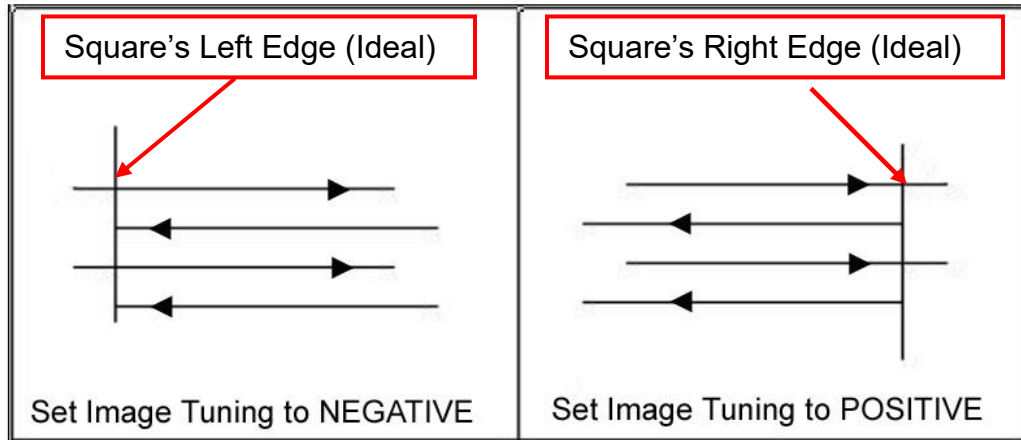 Square’s Left Edge (Ideal)
Square’s Right Edge (Ideal)
Set Image Tuning to NEGATIVE
Set Image Tuning to POSITIVE